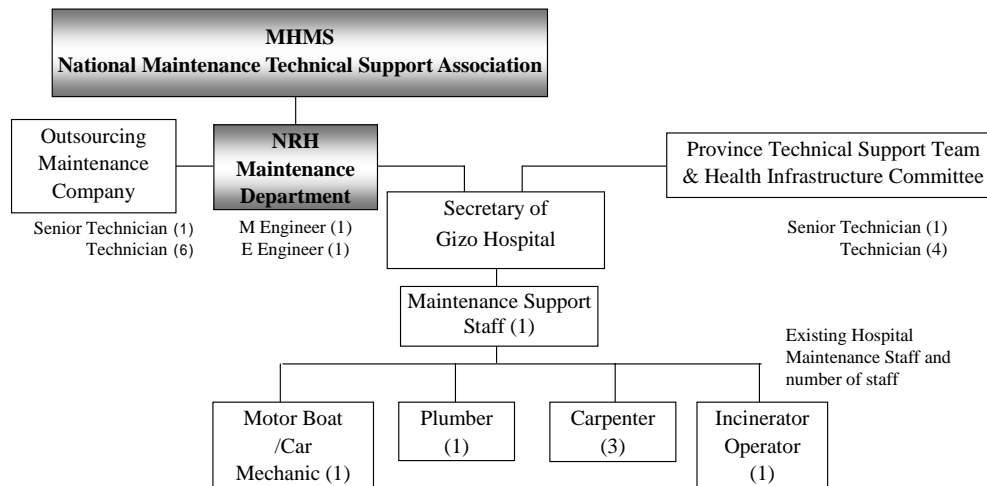 MHMS
National Maintenance Technical Support Association
Outsourcing
Maintenance
Company
Senior Technician (1)
Technician (6)
NRH
Maintenance
Department
M Engineer (1)
E Engineer (1)
Province Technical Support Team
& Health Infrastructure Committee
Senior Technician (1)
Technician (4)
Secretary of
Gizo Hospital
Maintenance Support
Staff (1)
Existing Hospital
Maintenance Staff and
number of staff
Motor Boat
/Car
Mechanic (1)
Plumber
(1)
Carpenter
(3)
Incinerator
Operator
(1)